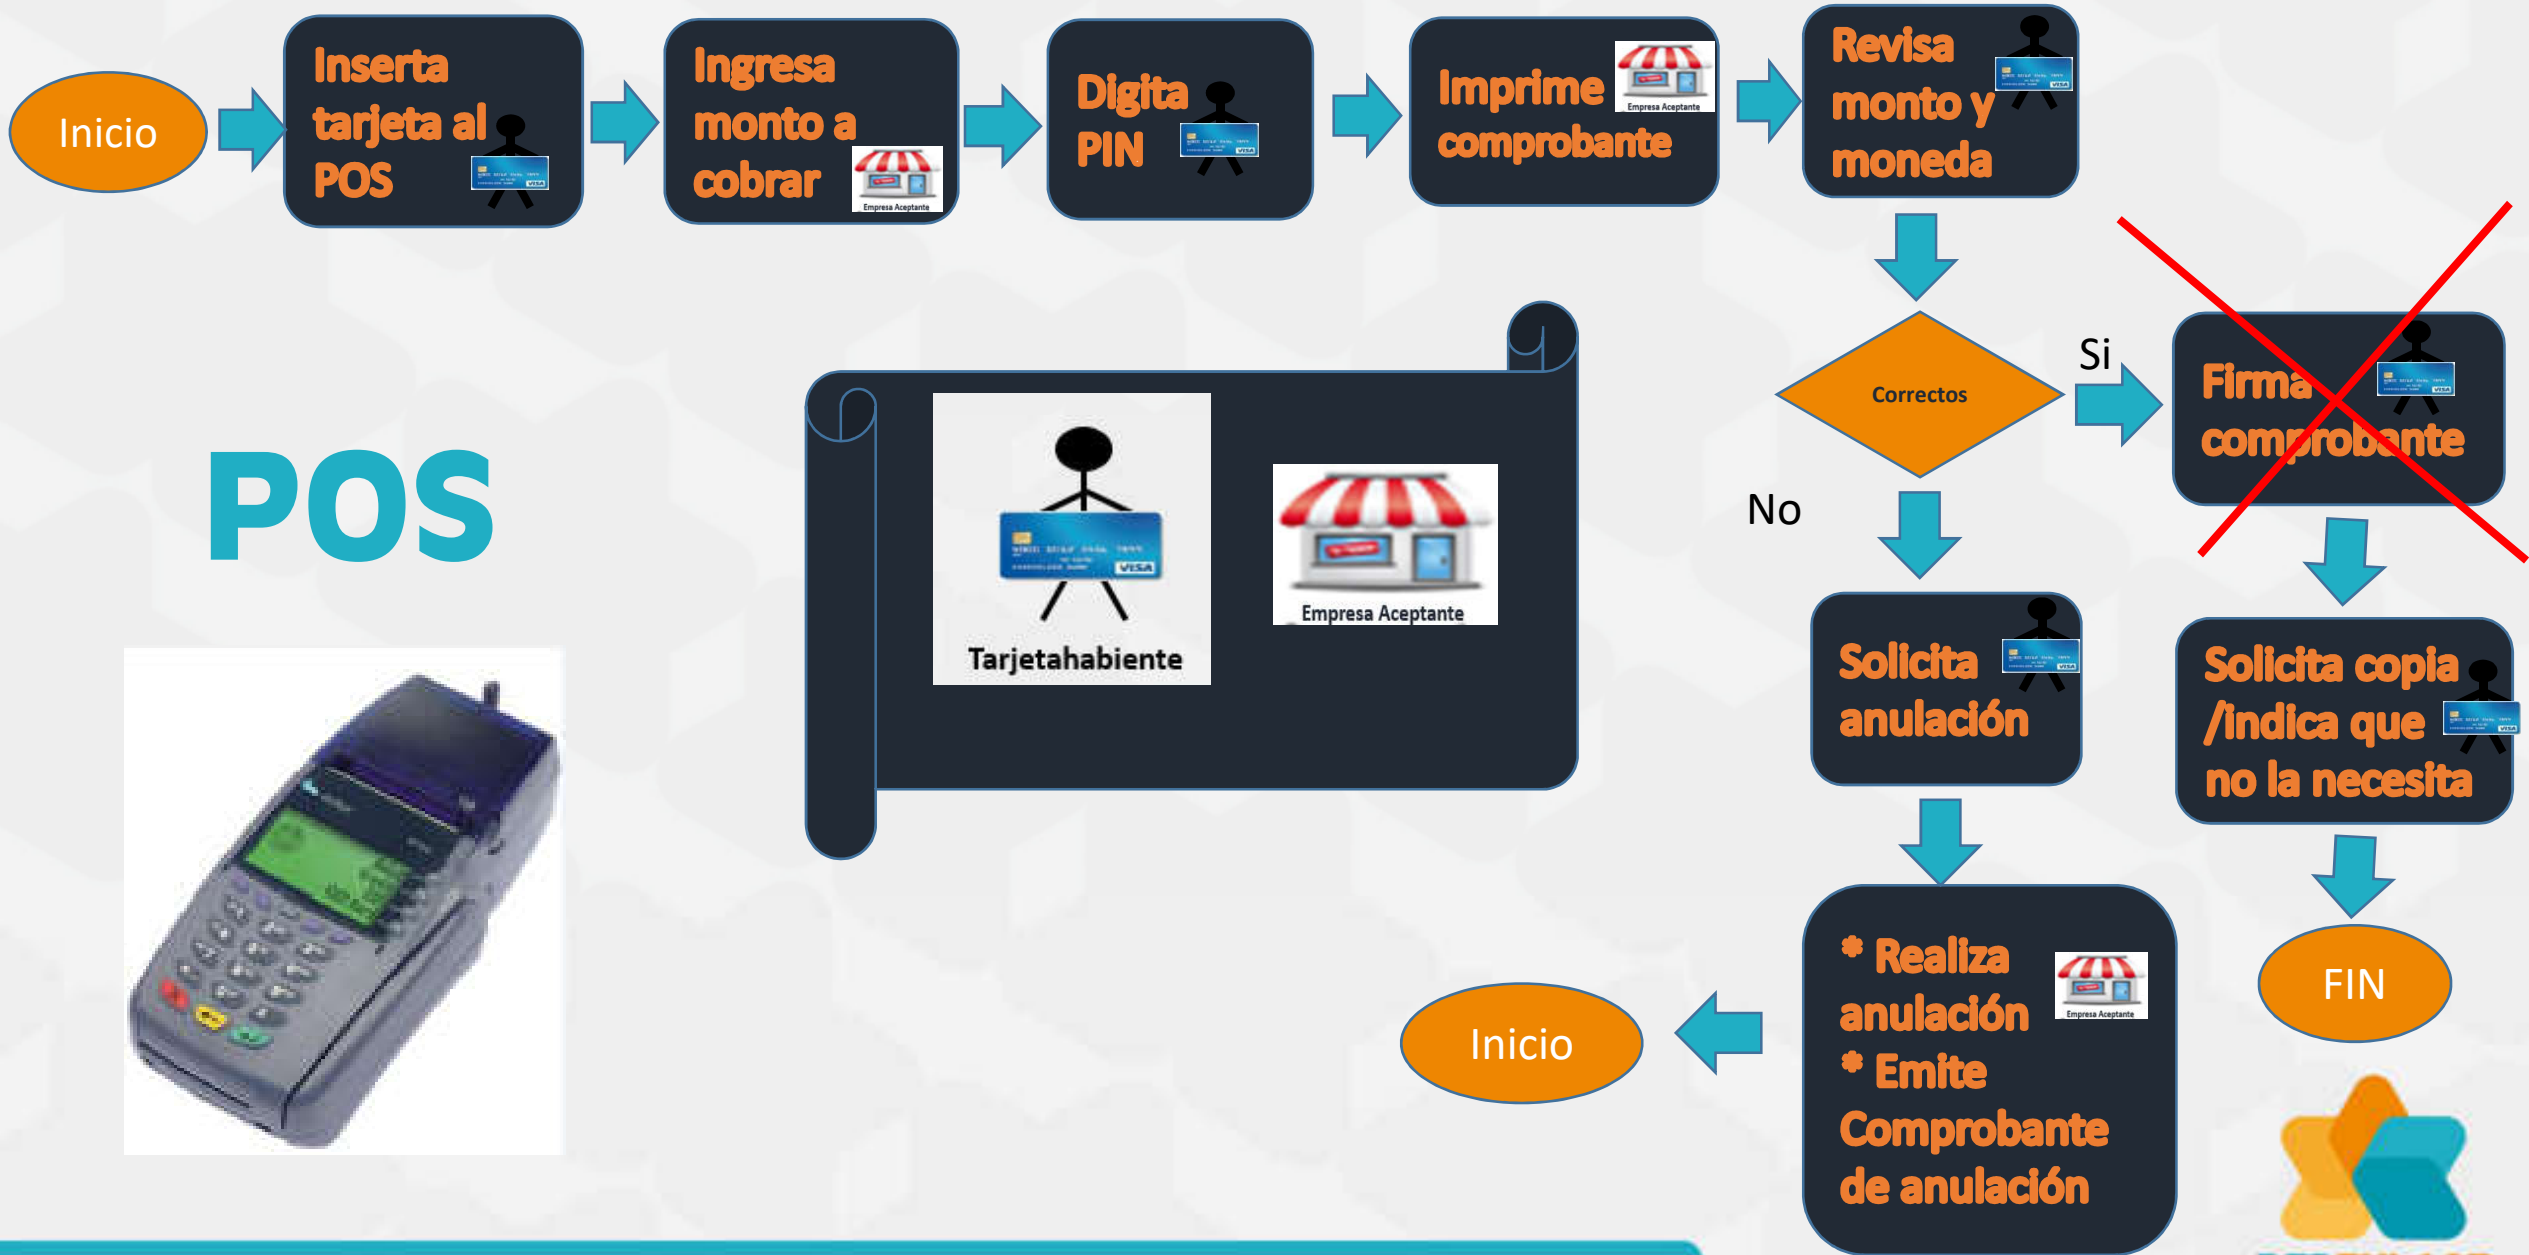 Inicio
Inserta
tarjeta al
POS
Ingresa
monto a
cobrar
Empresa Aceptante
Digita
PIN
Imprime
comprobante
Empresa Aceptante
Revisa
monto y
moneda
Correctos
Si
No
Firma
comprobante
POS
VISA
Tarjetahabiente
Empresa Aceptante
Solicita
anulación
Solicita copia
/indica que
no la necesita
* Realiza
anulación
* Emite
Comprobante
de anulación
Empresa Aceptante
Inicio
FIN